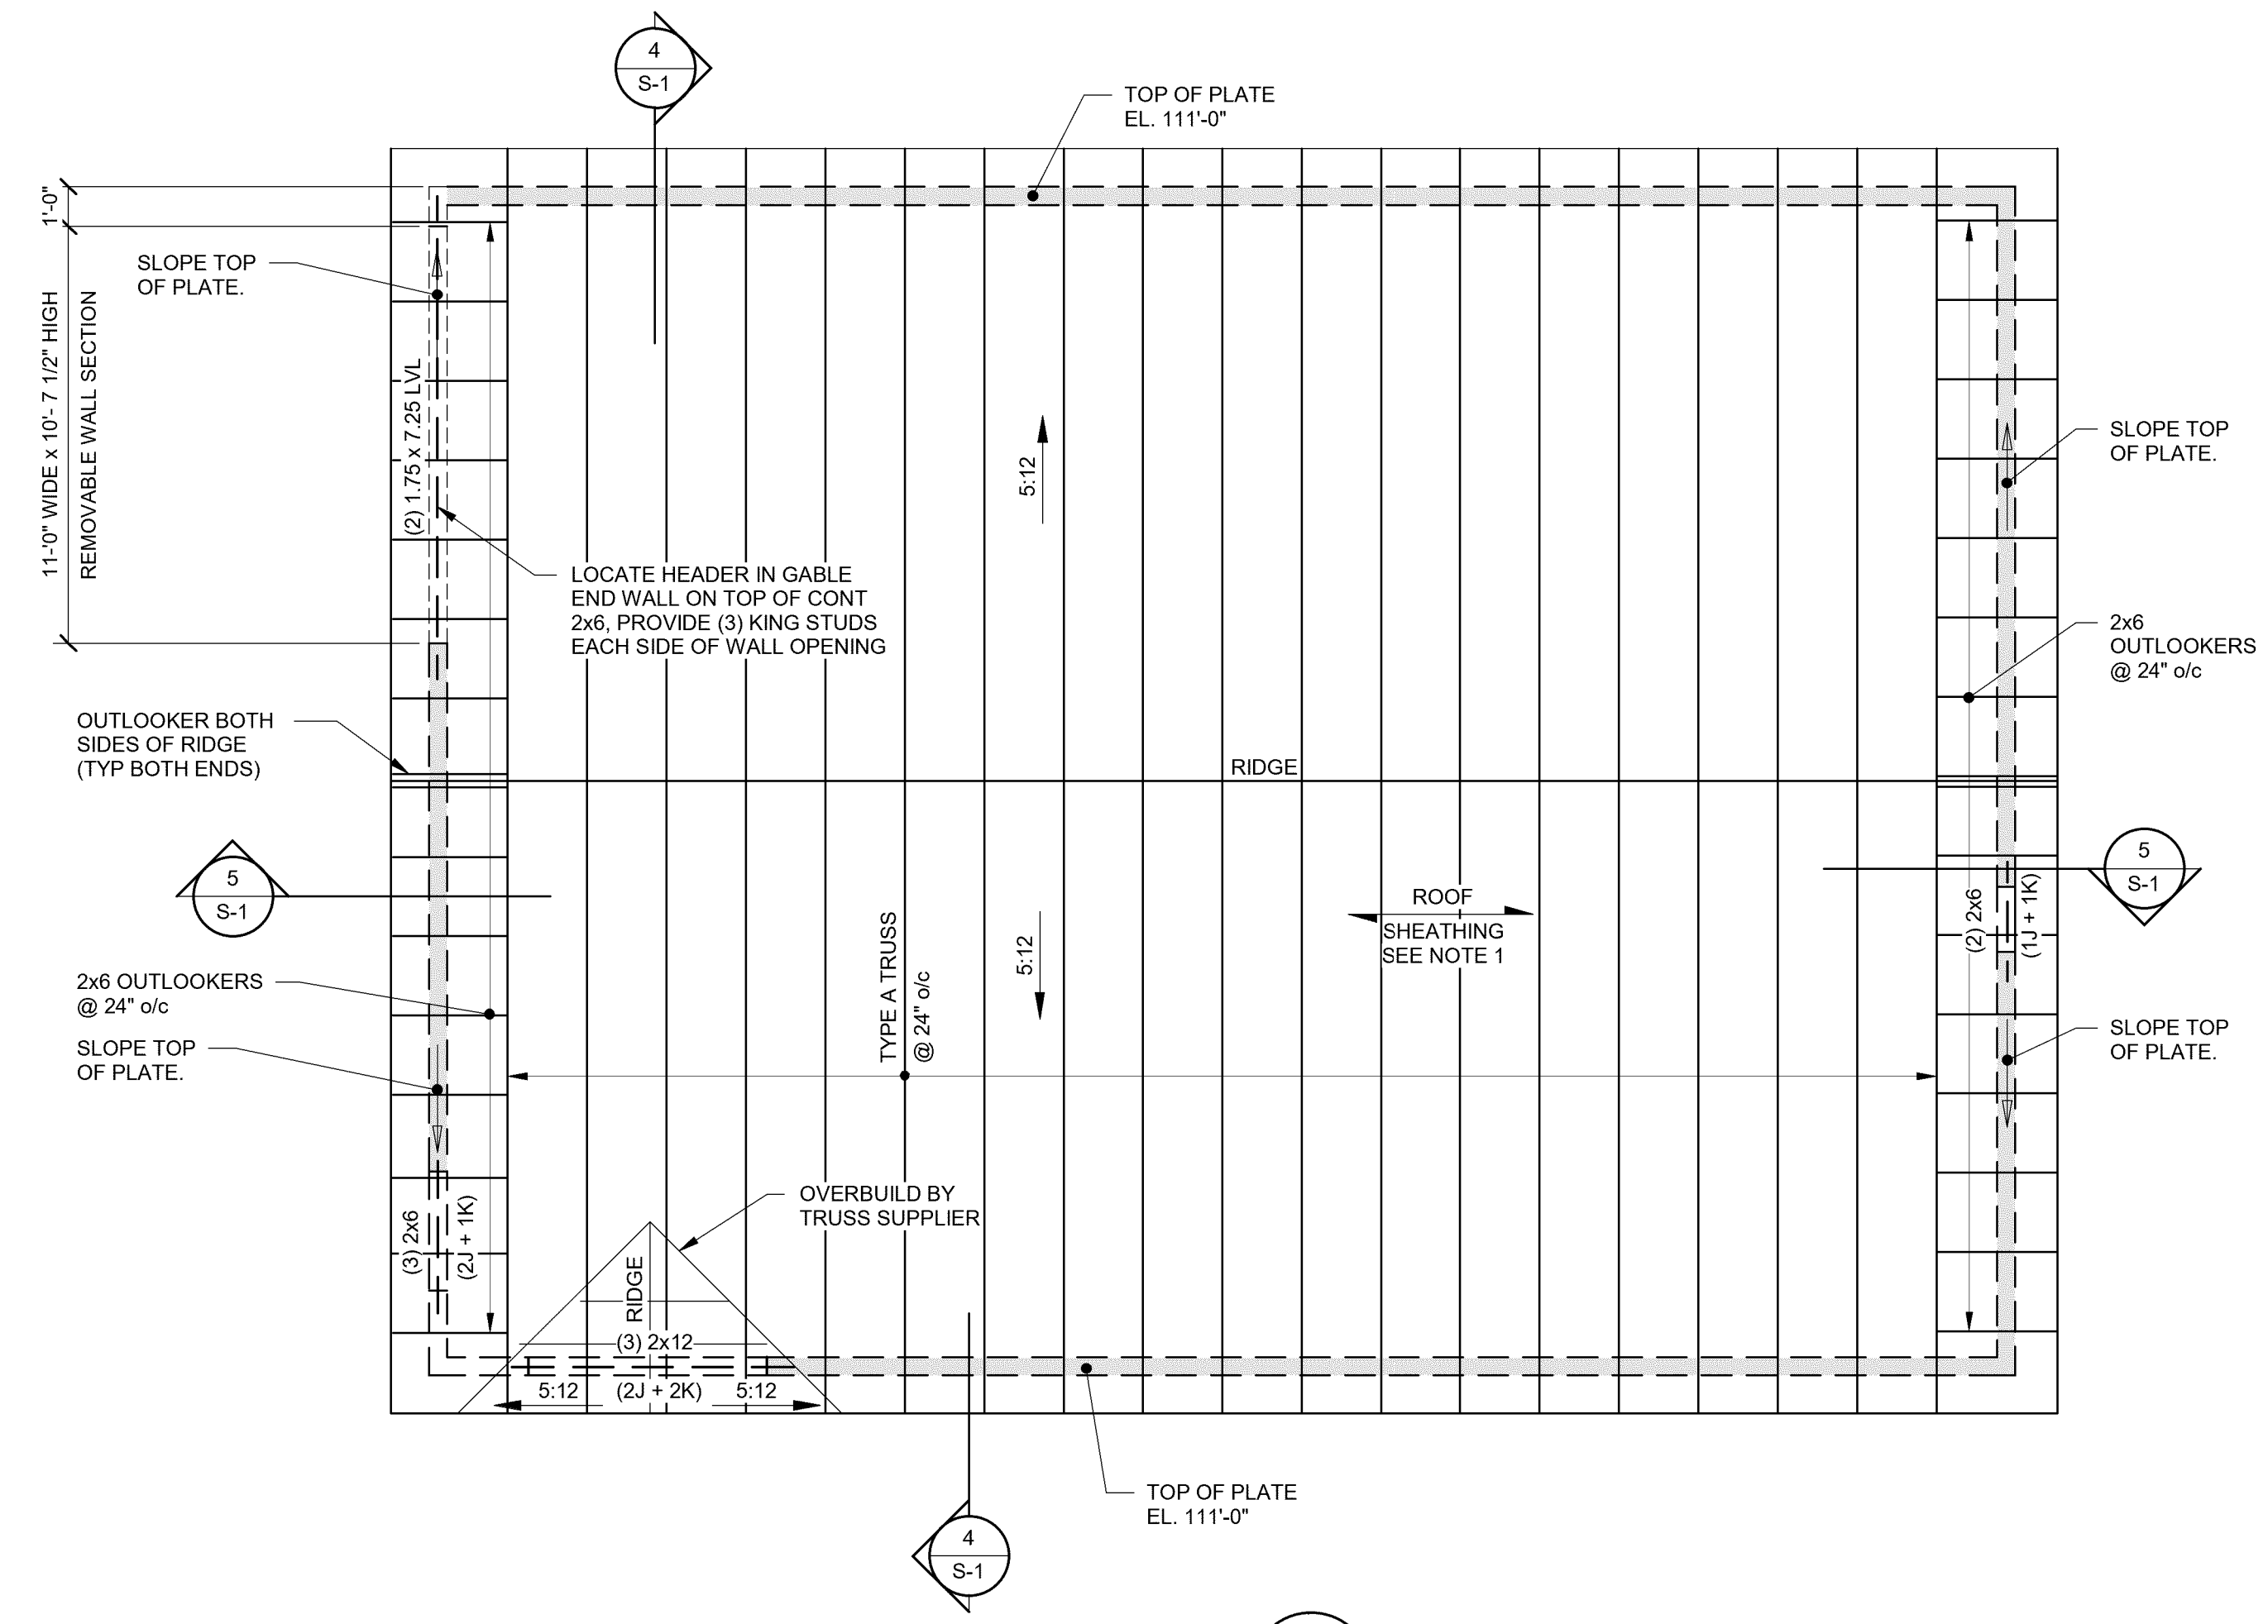 4
S-1
TOP OF PLATE
EL. 111'-0"
1'-0"
11-'0" WIDE x 10'- 7 1/2" HIGH
REMOVABLE WALL SECTION
SLOPE TOP
OF PLATE.
(2) 1.75 x 7.25 LVL
5:12
SLOPE TOP
OF PLATE.
LOCATE HEADER IN GABLE
END WALL ON TOP OF CONT
2x6, PROVIDE (3) KING STUDS
EACH SIDE OF WALL OPENING
2x6
OUTLOOKERS
@ 24" o/c
OUTLOOKER BOTH
SIDES OF RIDGE
(TYP BOTH ENDS)
RIDGE
5
S-1
5
S-1
ROOF
SHEATHING
SEE NOTE 1
(2) 2x6
(1J + 1K)
TYPE A TRUSS
@ 24" o/c
5:12
2x6 OUTLOOKERS
@ 24" o/c
SLOPE TOP
OF PLATE.
SLOPE TOP
OF PLATE.
OVERBUILD BY
TRUSS SUPPLIER
(3) 2x6
(2J + 1K)
RIDGE
(3) 2x12
5:12
(2J + 2K)
5:12
TOP OF PLATE
EL. 111'-0"
4
S-1